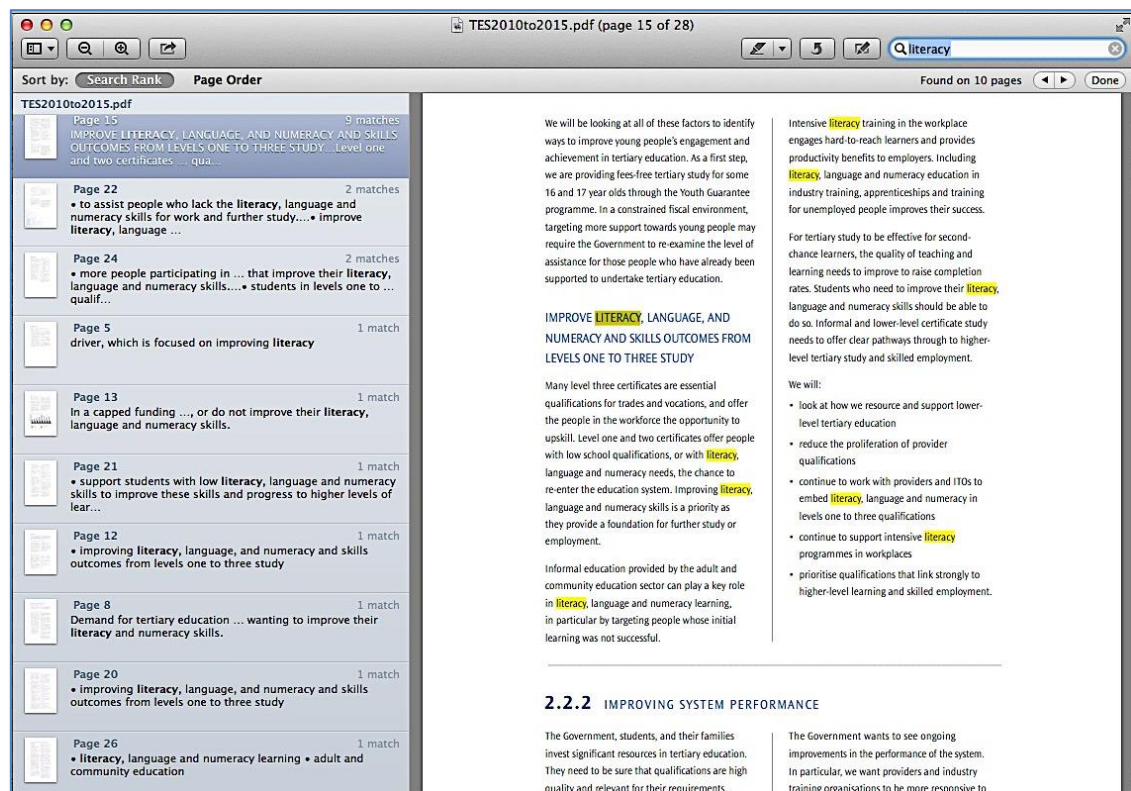 TES2010to2015.pdf (page 15 of 28)
literacy
Sort by: Search Rank Page Order
Found on 10 pages
Done
TES2010to2015.pdf
Page 15 9 matches
IMPROVE LITERACY, LANGUAGE, AND NUMERACY AND SKILLS
OUTCOMES FROM LEVELS ONE TO THREE STUDY...Level one
and two certificates ... qua...
Page 22 2 matches
• to assist people who lack the literacy, language and
numeracy skills for work and further study....• improve
literacy, language ...
Page 24 2 matches
• more people participating in ... that improve their literacy,
language and numeracy skills....• students in levels one to ...
qualif...
Page 5 1 match
driver, which is focused on improving literacy
Page 13 1 match
In a capped funding ..., or do not improve their literacy,
language and numeracy skills.
Page 21 1 match
• support students with low literacy, language and numeracy
skills to improve these skills and progress to higher levels of
lear...
Page 12 1 match
• improving literacy, language, and numeracy and skills
outcomes from levels one to three study
Page 8 1 match
Demand for tertiary education ... wanting to improve their
literacy and numeracy skills.
Page 20 1 match
• improving literacy, language, and numeracy and skills
outcomes from levels one to three study
Page 26 1 match
• literacy, language and numeracy learning • adult and
community education
We will be looking at all of these factors to identify
ways to improve young people's engagement and
achievement in tertiary education. As a first step,
we are providing fees-free tertiary study for some
16 and 17 year olds through the Youth Guarantee
programme. In a constrained fiscal environment,
targeting more support towards young people may
require the Government to re-examine the level of
assistance for those people who have already been
supported to undertake tertiary education.
IMPROVE LITERACY, LANGUAGE, AND
NUMERACY AND SKILLS OUTCOMES FROM
LEVELS ONE TO THREE STUDY
Many level three certificates are essential
qualifications for trades and vocations, and offer
the people in the workforce the opportunity to
upskill. Level one and two certificates offer people
with low school qualifications, or with literacy,
language and numeracy needs, the chance to
re-enter the education system. Improving literacy,
language and numeracy skills is a priority as
they provide a foundation for further study or
employment.
Informal education provided by the adult and
community education sector can play a key role
in literacy, language and numeracy learning,
in particular by targeting people whose initial
learning was not successful.
Intensive literacy training in the workplace
engages hard-to-reach learners and provides
productivity benefits to employers. Including
literacy, language and numeracy education in
industry training, apprenticeships and training
for unemployed people improves their success.
For tertiary study to be effective for second-
chance learners, the quality of teaching and
learning needs to improve to raise completion
rates. Students who need to improve their literacy,
language and numeracy skills should be able to
do so. Informal and lower-level certificate study
needs to offer clear pathways through to higher-
level tertiary study and skilled employment.
We will:
• look at how we resource and support lower-
level tertiary education
• reduce the proliferation of provider
qualifications
• continue to work with providers and ITOs to
embed literacy, language and numeracy in
levels one to three qualifications
• continue to support intensive literacy
programmes in workplaces
• prioritise qualifications that link strongly to
higher-level learning and skilled employment.
2.2.2 IMPROVING SYSTEM PERFORMANCE
The Government, students, and their families
invest significant resources in tertiary education.
They need to be sure that qualifications are high
quality and relevant for their requirements.
The Government wants to see ongoing
improvements in the performance of the system.
In particular, we want providers and industry
training organisations to be more responsive to